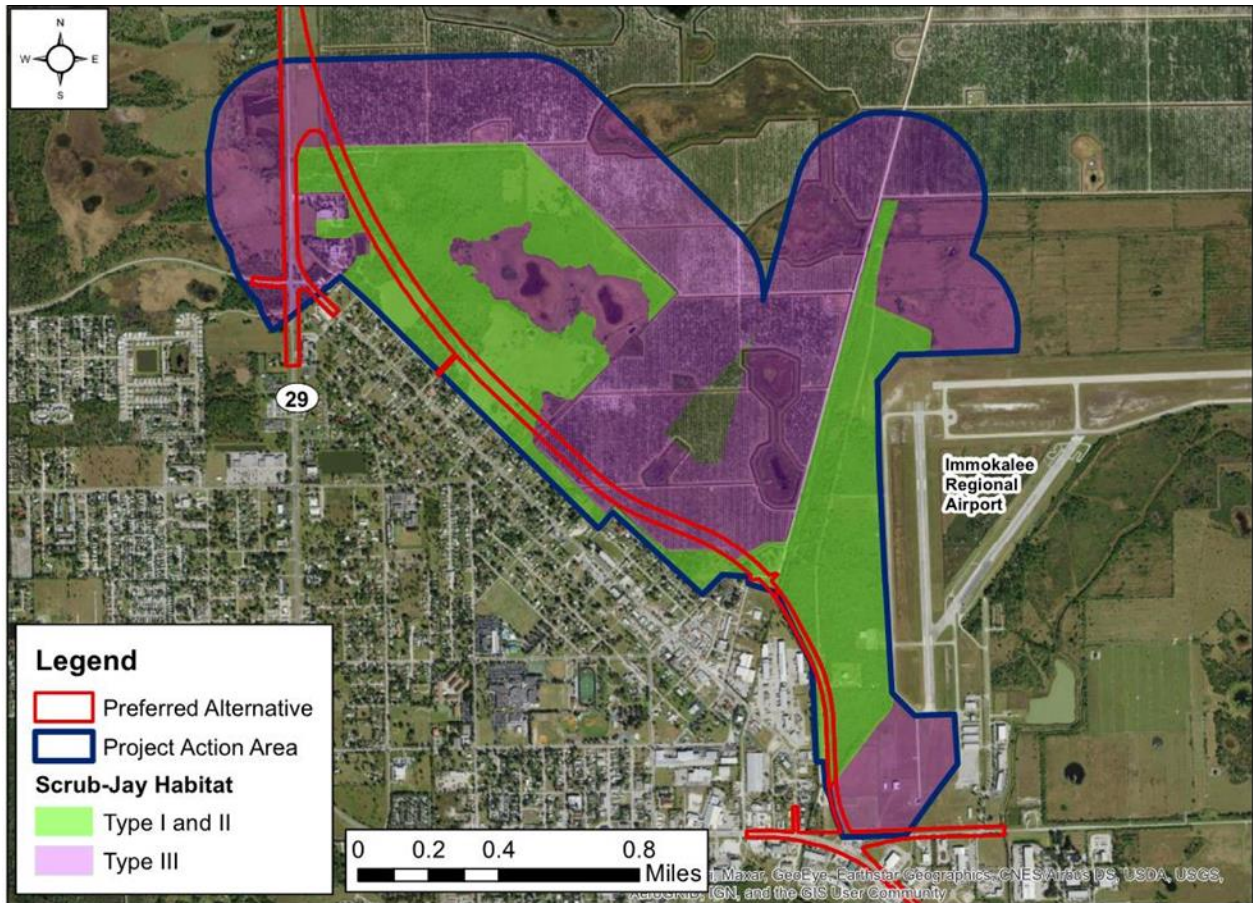 N
W E
S
29
Immokalee
Regional
Airport
Legend
Preferred Alternative
Project Action Area
Scrub-Jay Habitat
Type I and II
Type III
0 0.2 0.4 0.8
Miles
Maxar, GeoEye, Earthstar Geographics, CNES/Airbus DS, USDA, USGS,
IGN, and the GIS User Community